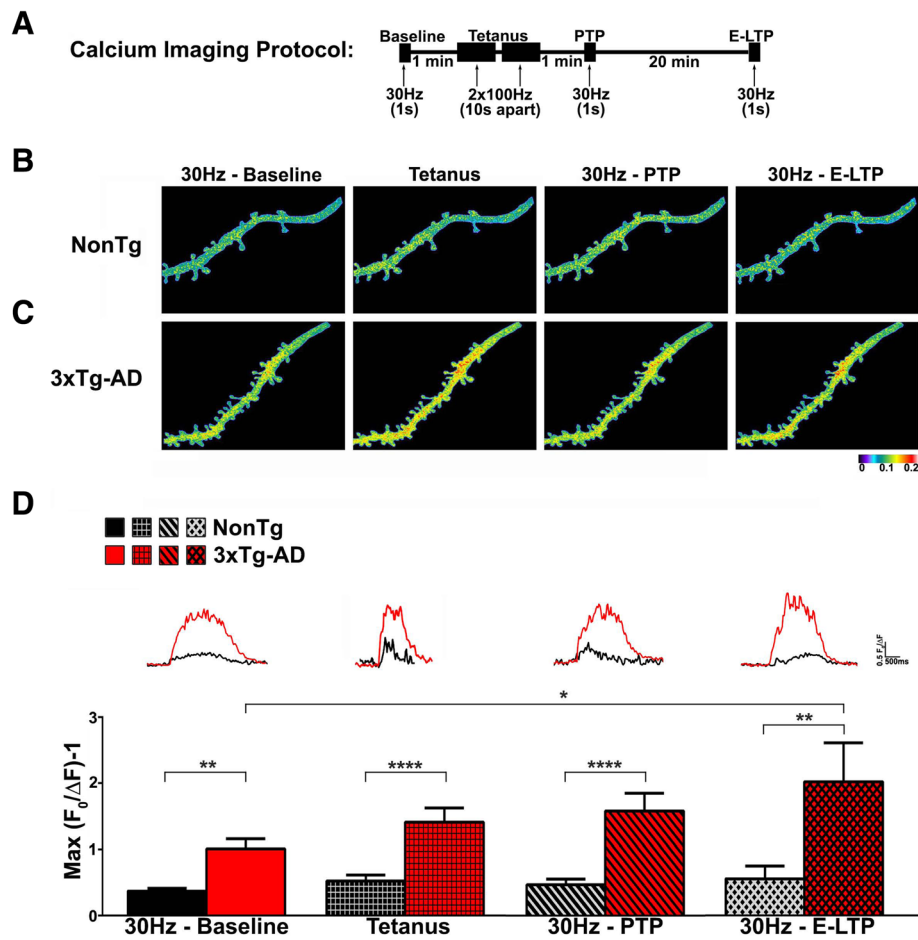 A
Calcium Imaging Protocol:
Baseline Tetanus PTP E-LTP
1 min 1 min 20 min
30Hz 2x100Hz 30Hz 30Hz
(1s) (10s apart) (1s) (1s)
B
30Hz - Baseline Tetanus 30Hz - PTP 30Hz - E-LTP
NonTg
C
3xTg-AD
0 0.1 0.2
D
NonTg
3xTg-AD
0.5 F₀/ΔF
500ms
*
** **** **** **
Max (F₀/ΔF)-1
3
2
1
0
30Hz - Baseline Tetanus 30Hz - PTP 30Hz - E-LTP